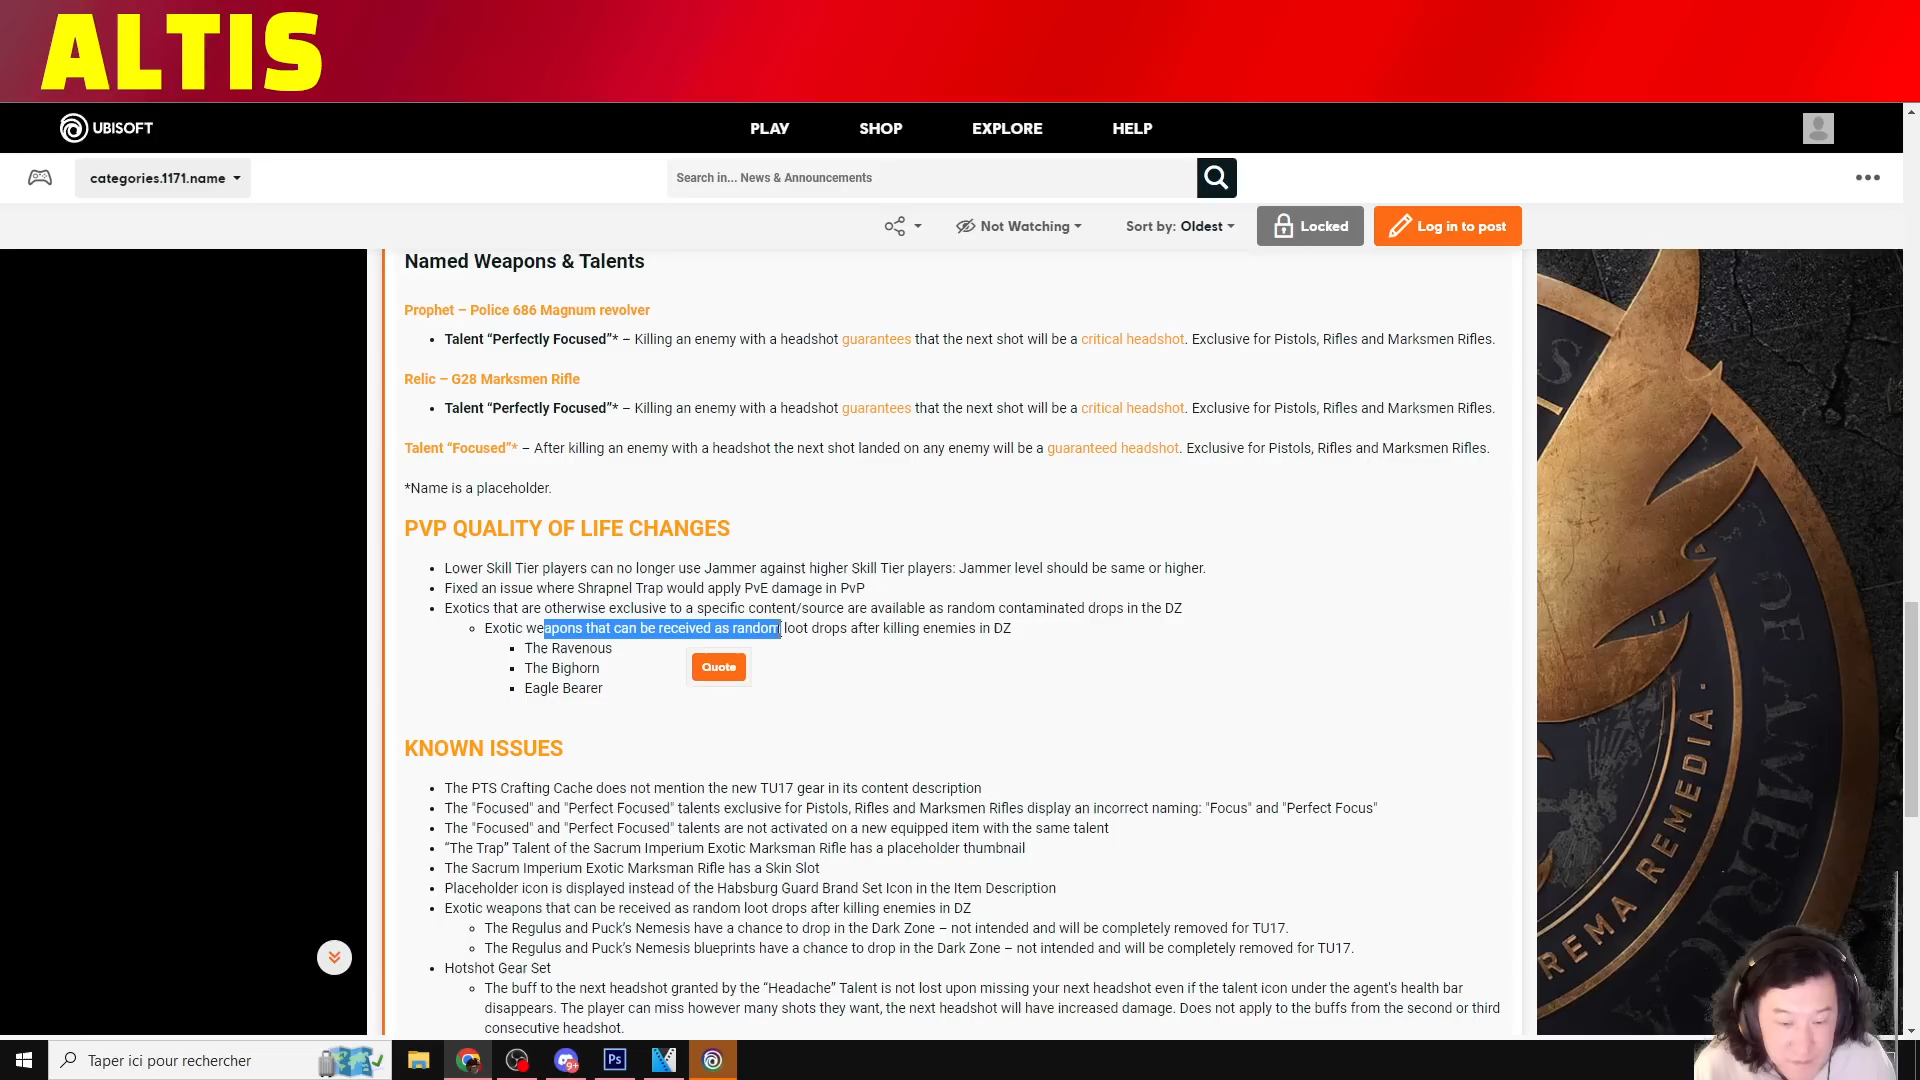 ALTIS
UBISOFT
PLAY
SHOP
EXPLORE
HELP
categories.1171.name
Search in... News & Announcements
Not Watching
Sort by: Oldest
Locked
Log in to post
Named Weapons & Talents
Prophet – Police 686 Magnum revolver
• Talent “Perfectly Focused”* – Killing an enemy with a headshot guarantees that the next shot will be a critical headshot. Exclusive for Pistols, Rifles and Marksmen Rifles.
Relic – G28 Marksmen Rifle
• Talent “Perfectly Focused”* – Killing an enemy with a headshot guarantees that the next shot will be a critical headshot. Exclusive for Pistols, Rifles and Marksmen Rifles.
Talent “Focused”* – After killing an enemy with a headshot the next shot landed on any enemy will be a guaranteed headshot. Exclusive for Pistols, Rifles and Marksmen Rifles.
*Name is a placeholder.
PVP QUALITY OF LIFE CHANGES
• Lower Skill Tier players can no longer use Jammer against higher Skill Tier players: Jammer level should be same or higher.
• Fixed an issue where Shrapnel Trap would apply PvE damage in PvP
• Exotics that are otherwise exclusive to a specific content/source are available as random contaminated drops in the DZ
◦ Exotic weapons that can be received as random loot drops after killing enemies in DZ
▪ The Ravenous
▪ The Bighorn
▪ Eagle Bearer
Quote
KNOWN ISSUES
• The PTS Crafting Cache does not mention the new TU17 gear in its content description
• The "Focused" and "Perfect Focused" talents exclusive for Pistols, Rifles and Marksmen Rifles display an incorrect naming: "Focus" and "Perfect Focus"
• The "Focused" and "Perfect Focused" talents are not activated on a new equipped item with the same talent
• “The Trap” Talent of the Sacrum Imperium Exotic Marksman Rifle has a placeholder thumbnail
• The Sacrum Imperium Exotic Marksman Rifle has a Skin Slot
• Placeholder icon is displayed instead of the Habsburg Guard Brand Set Icon in the Item Description
• Exotic weapons that can be received as random loot drops after killing enemies in DZ
◦ The Regulus and Puck’s Nemesis have a chance to drop in the Dark Zone – not intended and will be completely removed for TU17.
◦ The Regulus and Puck’s Nemesis blueprints have a chance to drop in the Dark Zone – not intended and will be completely removed for TU17.
• Hotshot Gear Set
◦ The buff to the next headshot granted by the “Headache” Talent is not lost upon missing your next headshot even if the talent icon under the agent's health bar
disappears. The player can miss however many shots they want, the next headshot will have increased damage. Does not apply to the buffs from the second or third
consecutive headshot.
REMA REMEDIA
OF AMERICA
Taper ici pour rechercher
9+
Ps